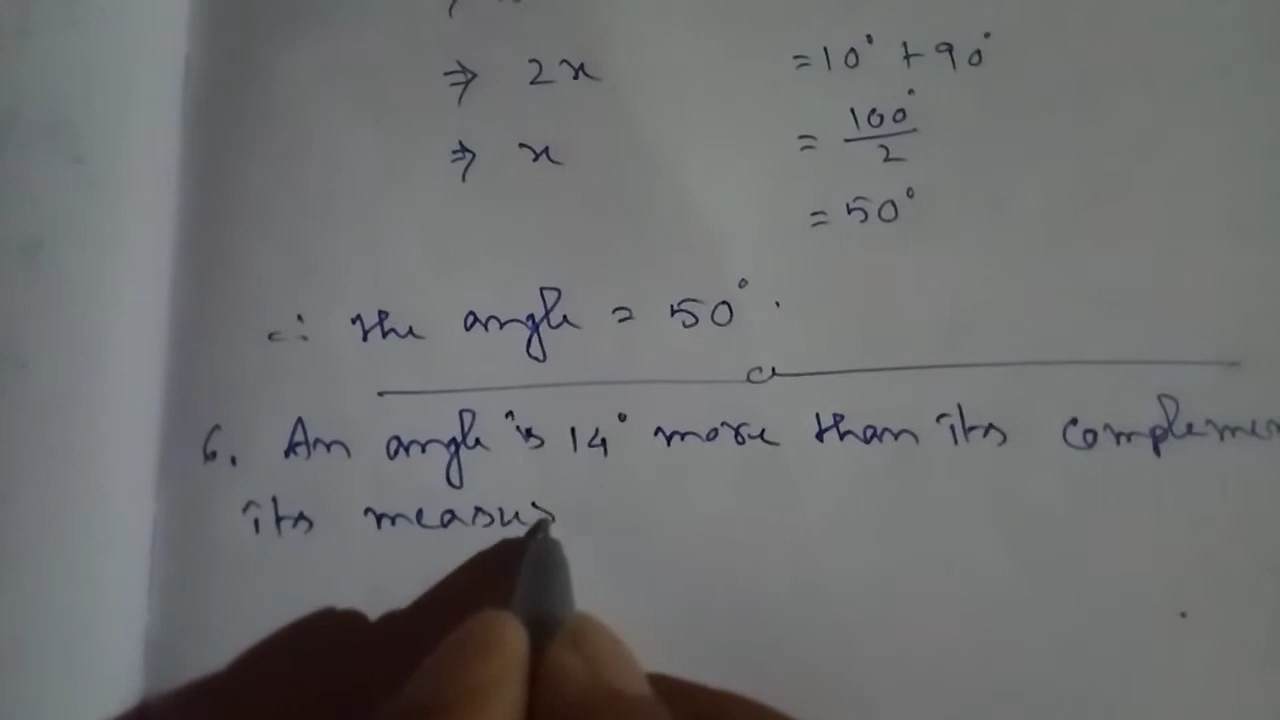 ⇒ 2x = 10° + 90°
⇒ x = 100° / 2
= 50°
∴ the angle = 50°.
6. An angle is 14° more than its complemen
its measu